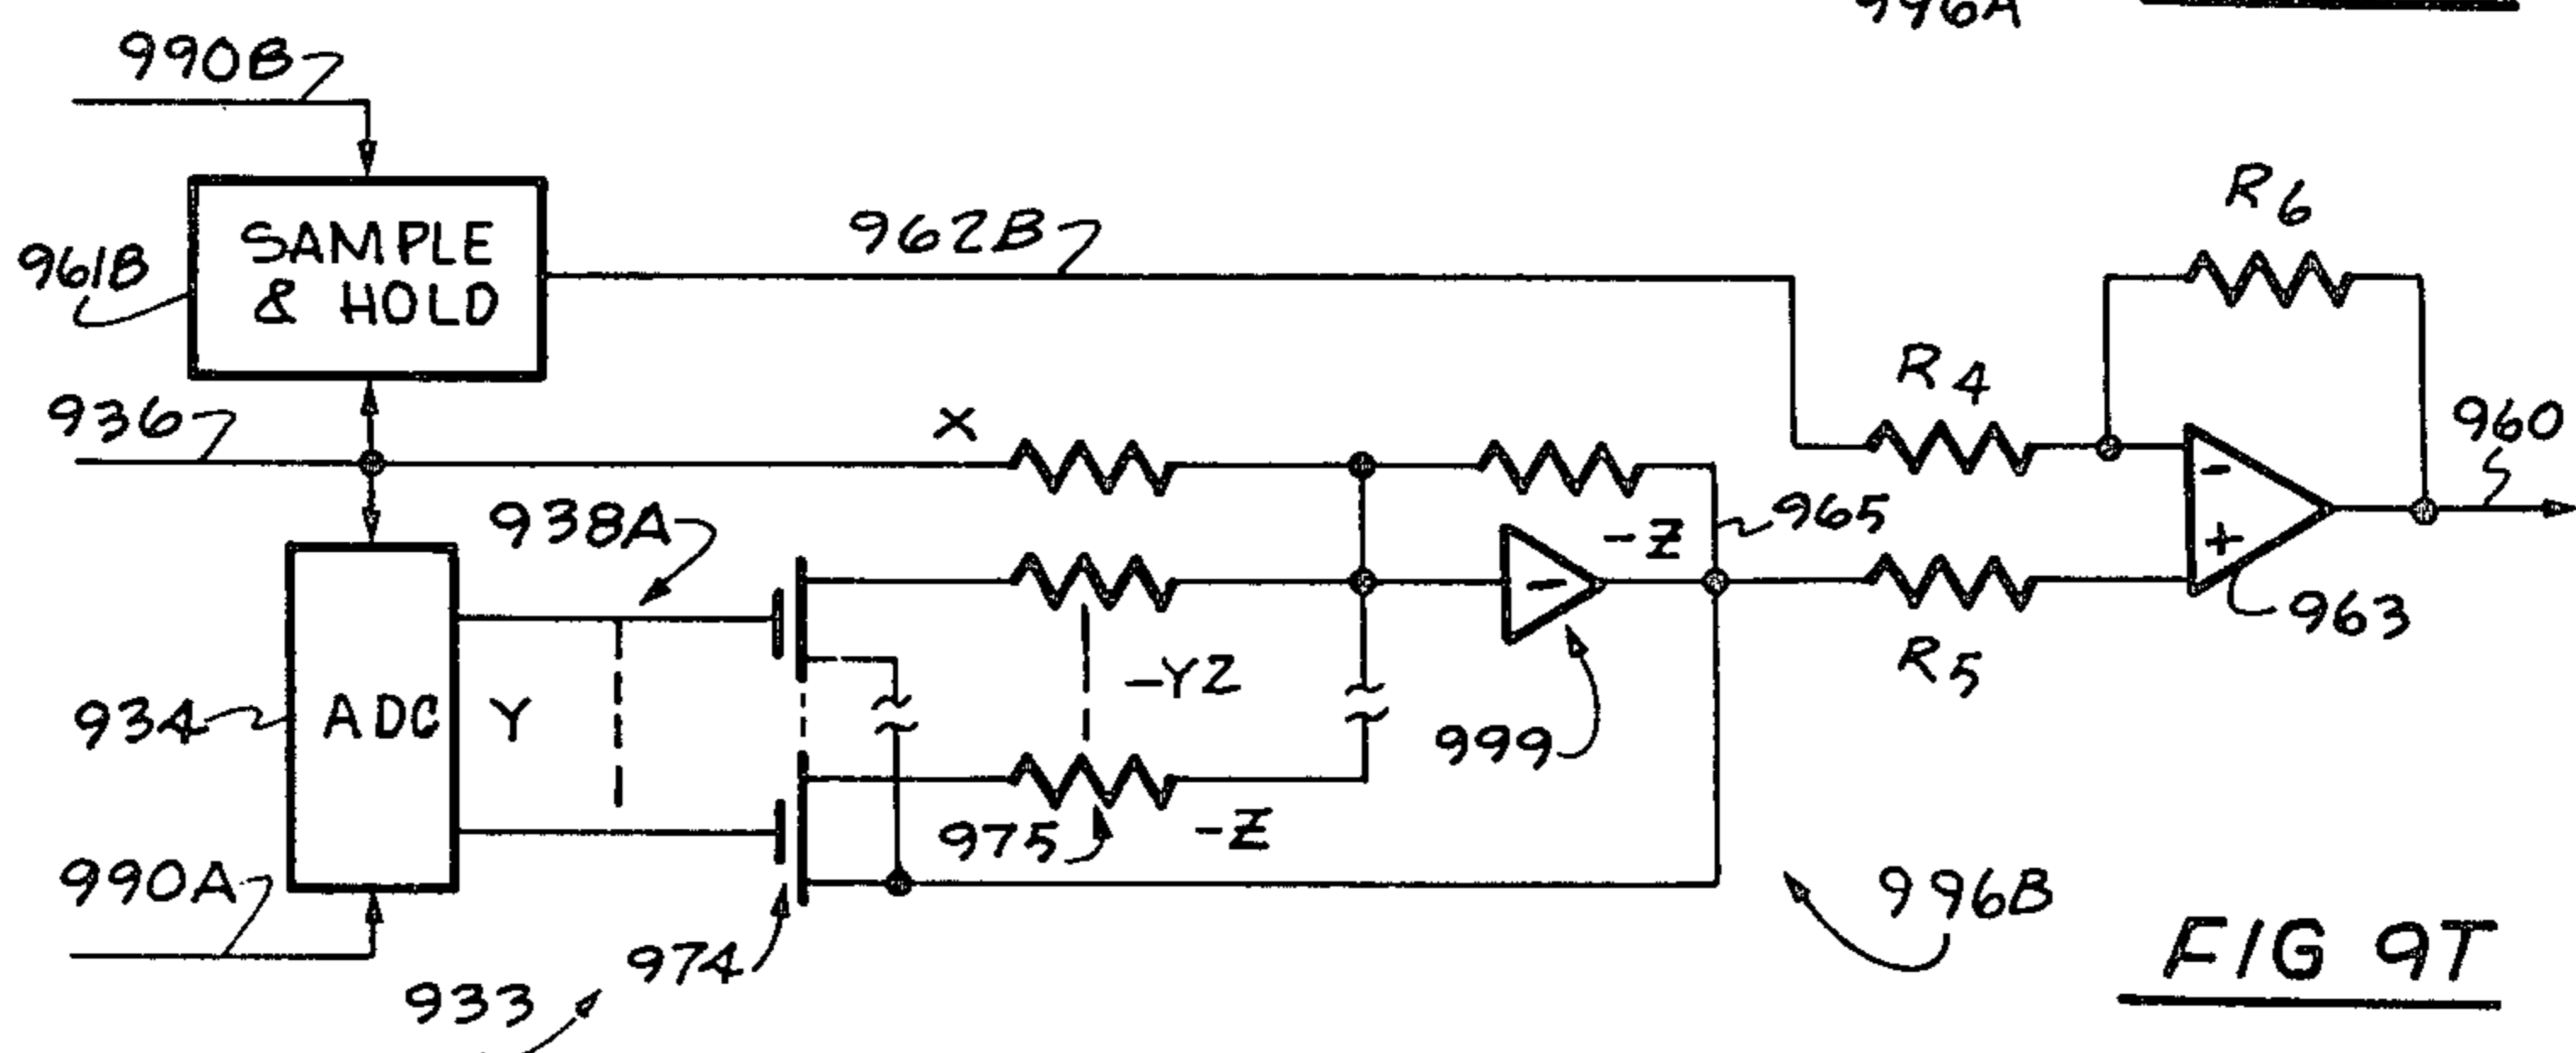 996A
990B
SAMPLE
& HOLD
961B
962B
R6
R4
936
X
960
938A
-Z
965
-
+
-
963
R5
934
ADC
Y
-YZ
999
975
-Z
990A
974
933
996B
FIG 9T